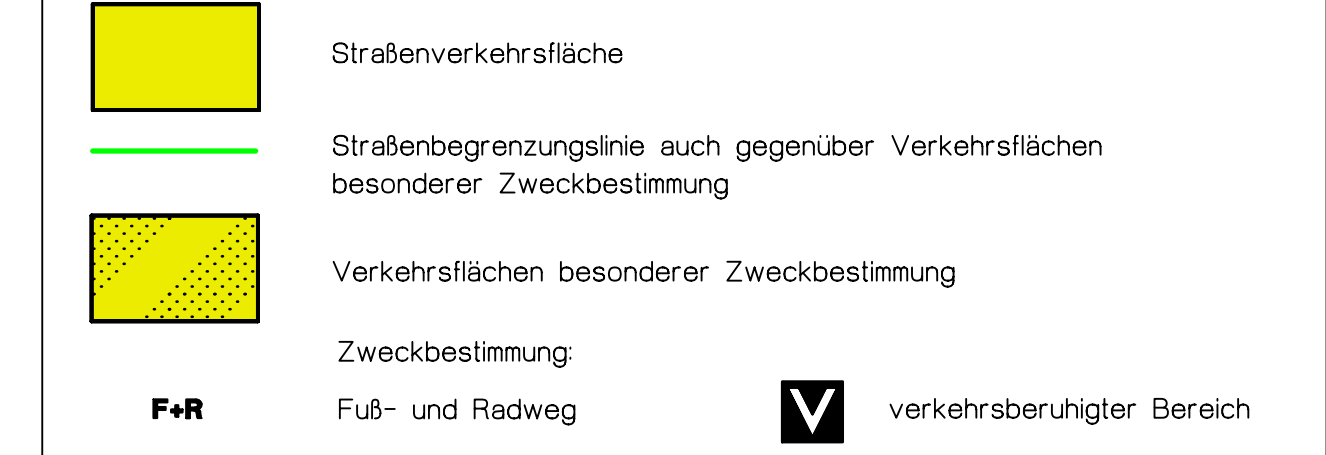 Straßenverkehrsfläche
Straßenbegrenzungslinie auch gegenüber Verkehrsflächen
besonderer Zweckbestimmung
Verkehrsflächen besonderer Zweckbestimmung
Zweckbestimmung:
F+R Fuß- und Radweg V verkehrsberuhigter Bereich